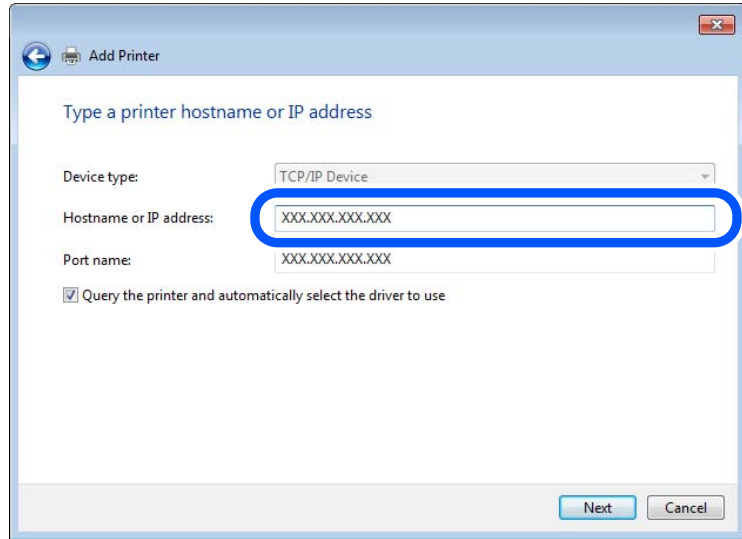 Add Printer
Type a printer hostname or IP address
Device type: TCP/IP Device
Hostname or IP address: XXX.XXX.XXX.XXX
Port name: XXX.XXX.XXX.XXX
Query the printer and automatically select the driver to use
Next Cancel